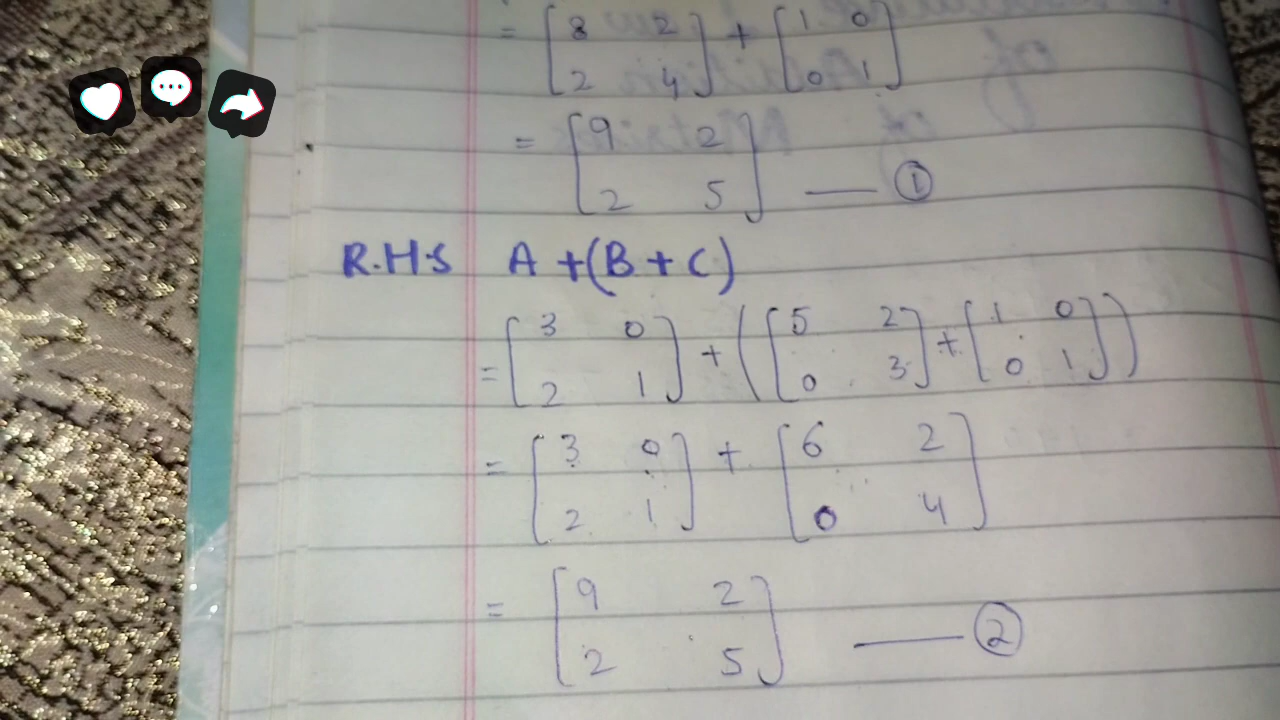 = [8 2] + [1 0]
[2 4] [0 1]
= [9 2]
[2 5] — ①
R.H.S A + (B + C)
= [3 0] + ([5 2] + [1 0])
[2 1] [0 3] [0 1]
= [3 0] + [6 2]
[2 1] [0 4]
= [9 2]
[2 5] — ②